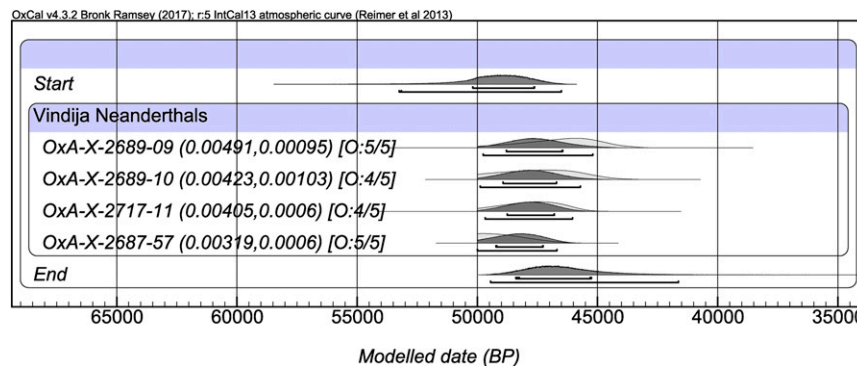 OxCal v4.3.2 Bronk Ramsey (2017); r:5 IntCal13 atmospheric curve (Reimer et al 2013)
Start
Vindija Neanderthals
OxA-X-2689-09 (0.00491,0.00095) [O:5/5]
OxA-X-2689-10 (0.00423,0.00103) [O:4/5]
OxA-X-2717-11 (0.00405,0.0006) [O:4/5]
OxA-X-2687-57 (0.00319,0.0006) [O:5/5]
End
65000 60000 55000 50000 45000 40000 35000
Modelled date (BP)